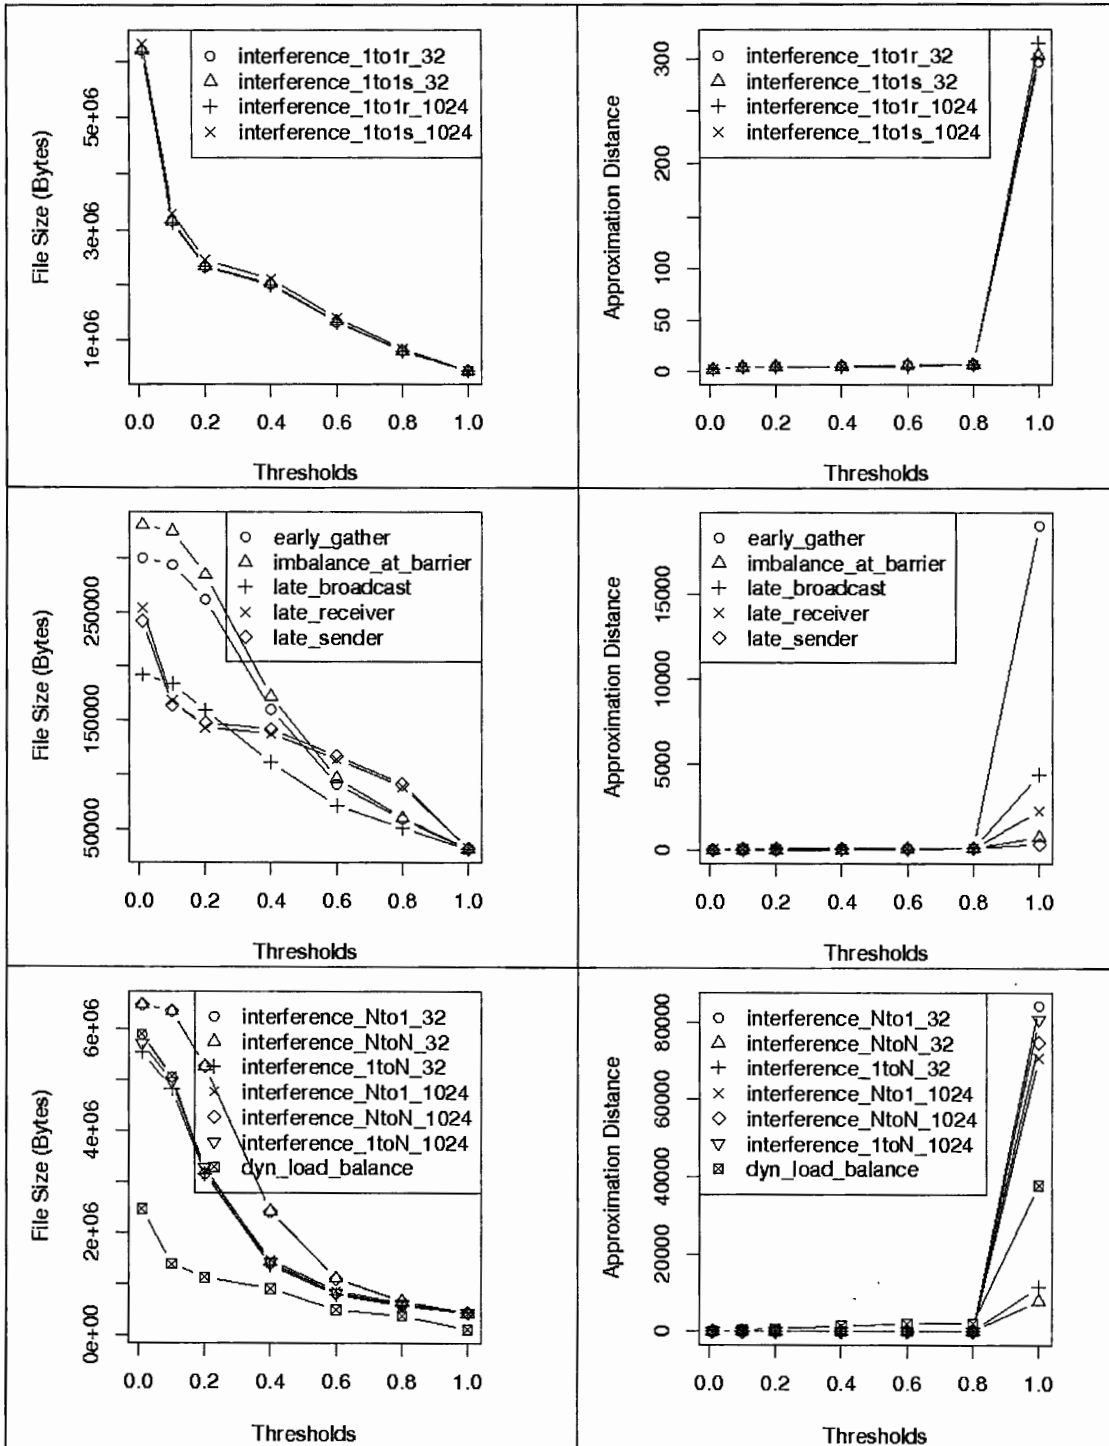 interference_1to1r_32
interference_1to1s_32
interference_1to1r_1024
interference_1to1s_1024
File Size (Bytes)
5e+06
3e+06
1e+06
0.0 0.2 0.4 0.6 0.8 1.0
Thresholds
interference_1to1r_32
interference_1to1s_32
interference_1to1r_1024
interference_1to1s_1024
Approximation Distance
300
200
100
50
0
0.0 0.2 0.4 0.6 0.8 1.0
Thresholds
early_gather
imbalance_at_barrier
late_broadcast
late_receiver
late_sender
File Size (Bytes)
250000
150000
50000
0.0 0.2 0.4 0.6 0.8 1.0
Thresholds
early_gather
imbalance_at_barrier
late_broadcast
late_receiver
late_sender
Approximation Distance
15000
10000
5000
0
0.0 0.2 0.4 0.6 0.8 1.0
Thresholds
interference_Nto1_32
interference_NtoN_32
interference_1toN_32
interference_Nto1_1024
interference_NtoN_1024
interference_1toN_1024
dyn_load_balance
File Size (Bytes)
6e+06
4e+06
2e+06
0e+00
0.0 0.2 0.4 0.6 0.8 1.0
Thresholds
interference_Nto1_32
interference_NtoN_32
interference_1toN_32
interference_Nto1_1024
interference_NtoN_1024
interference_1toN_1024
dyn_load_balance
Approximation Distance
80000
60000
40000
20000
0
0.0 0.2 0.4 0.6 0.8 1.0
Thresholds